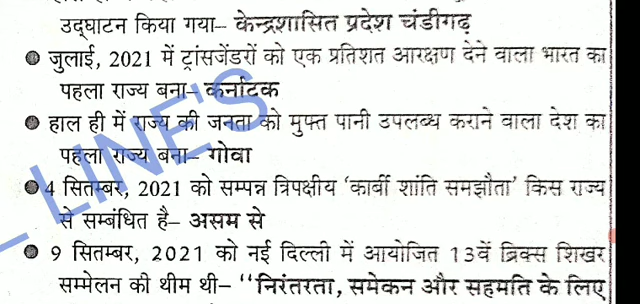 उद्घाटन किया गया– केन्द्रशासित प्रदेश चंडीगढ़
जुलाई, 2021 में ट्रांसजेंडरों को एक प्रतिशत आरक्षण देने वाला भारत का
पहला राज्य बना– कर्नाटक
हाल ही में राज्य की जनता को मुफ्त पानी उपलब्ध कराने वाला देश का
पहला राज्य बना– गोवा
4 सितम्बर, 2021 को सम्पन्न त्रिपक्षीय 'कार्बी शांति समझौता' किस राज्य
से सम्बंधित है– असम से
9 सितम्बर, 2021 को नई दिल्ली में आयोजित 13वें ब्रिक्स शिखर
सम्मेलन की थीम थी– "निरंतरता, समेकन और सहमति के लिए
LINE'S